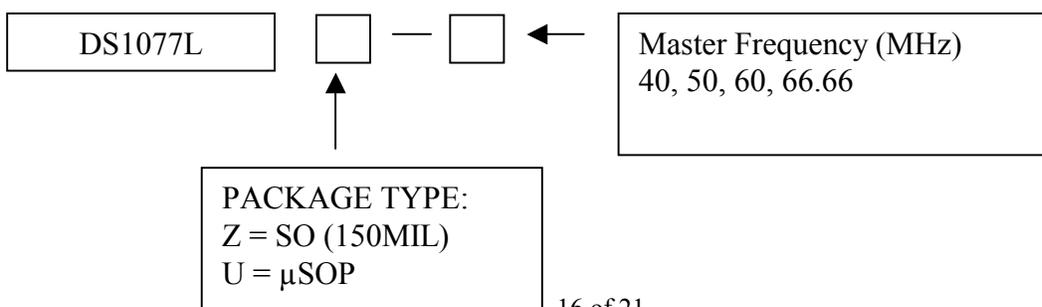 DS1077L
Master Frequency (MHz)
40, 50, 60, 66.66
PACKAGE TYPE:
Z = SO (150MIL)
U = µSOP
16 of 21